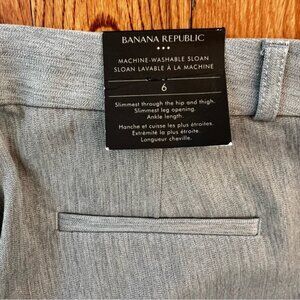 BANANA REPUBLIC
MACHINE-WASHABLE SLOAN
SLOAN LAVABLE À LA MACHINE
6
Slimmest through the hip and thigh.
Slimmest leg opening.
Ankle length.
Hanche et cuisse les plus étroites.
Extrémité la plus étroite.
Longueur cheville.